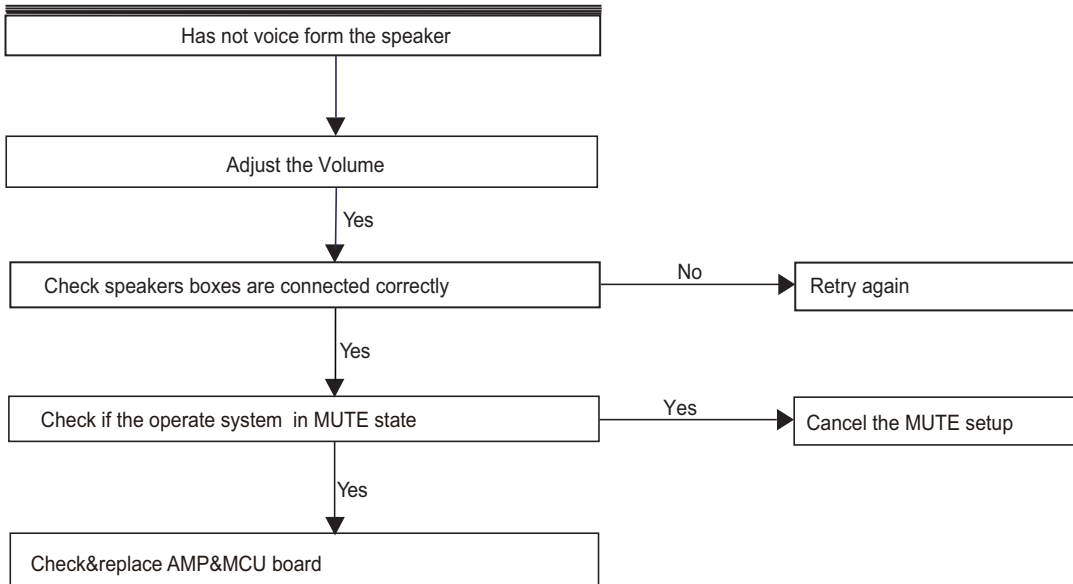 Has not voice form the speaker
Adjust the Volume
Yes
Check speakers boxes are connected correctly
No
Retry again
Yes
Check if the operate system in MUTE state
Yes
Cancel the MUTE setup
Yes
Check&replace AMP&MCU board